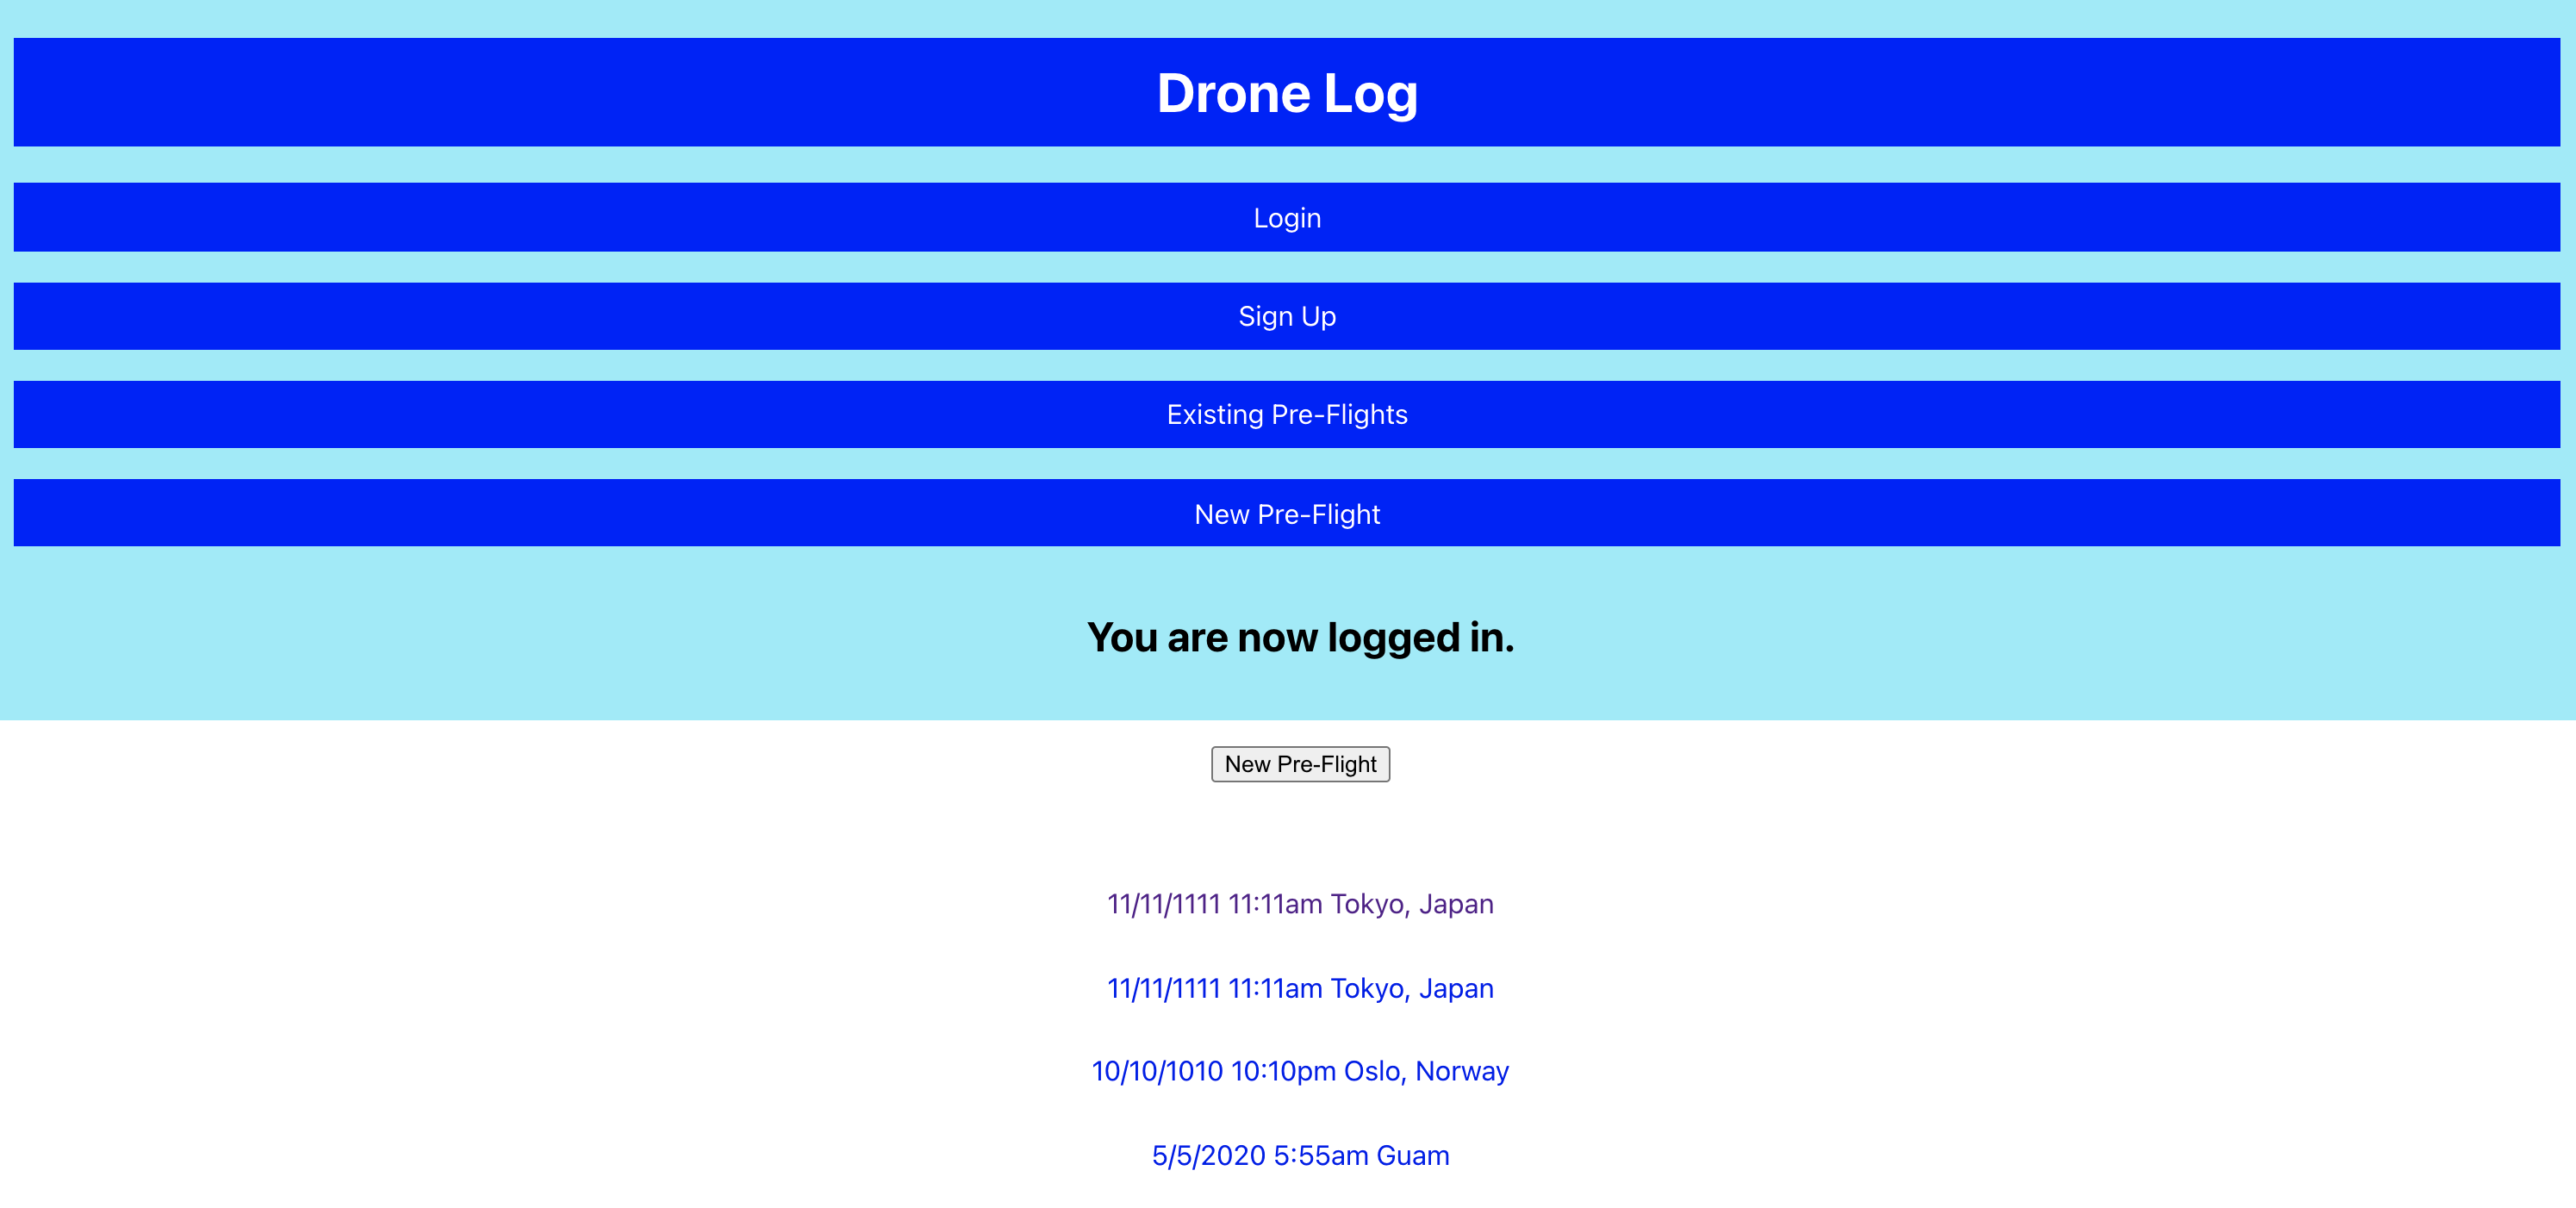 Drone Log
Login
Sign Up
Existing Pre-Flights
New Pre-Flight
You are now logged in.
New Pre-Flight
11/11/1111 11:11am Tokyo, Japan
11/11/1111 11:11am Tokyo, Japan
10/10/1010 10:10pm Oslo, Norway
5/5/2020 5:55am Guam